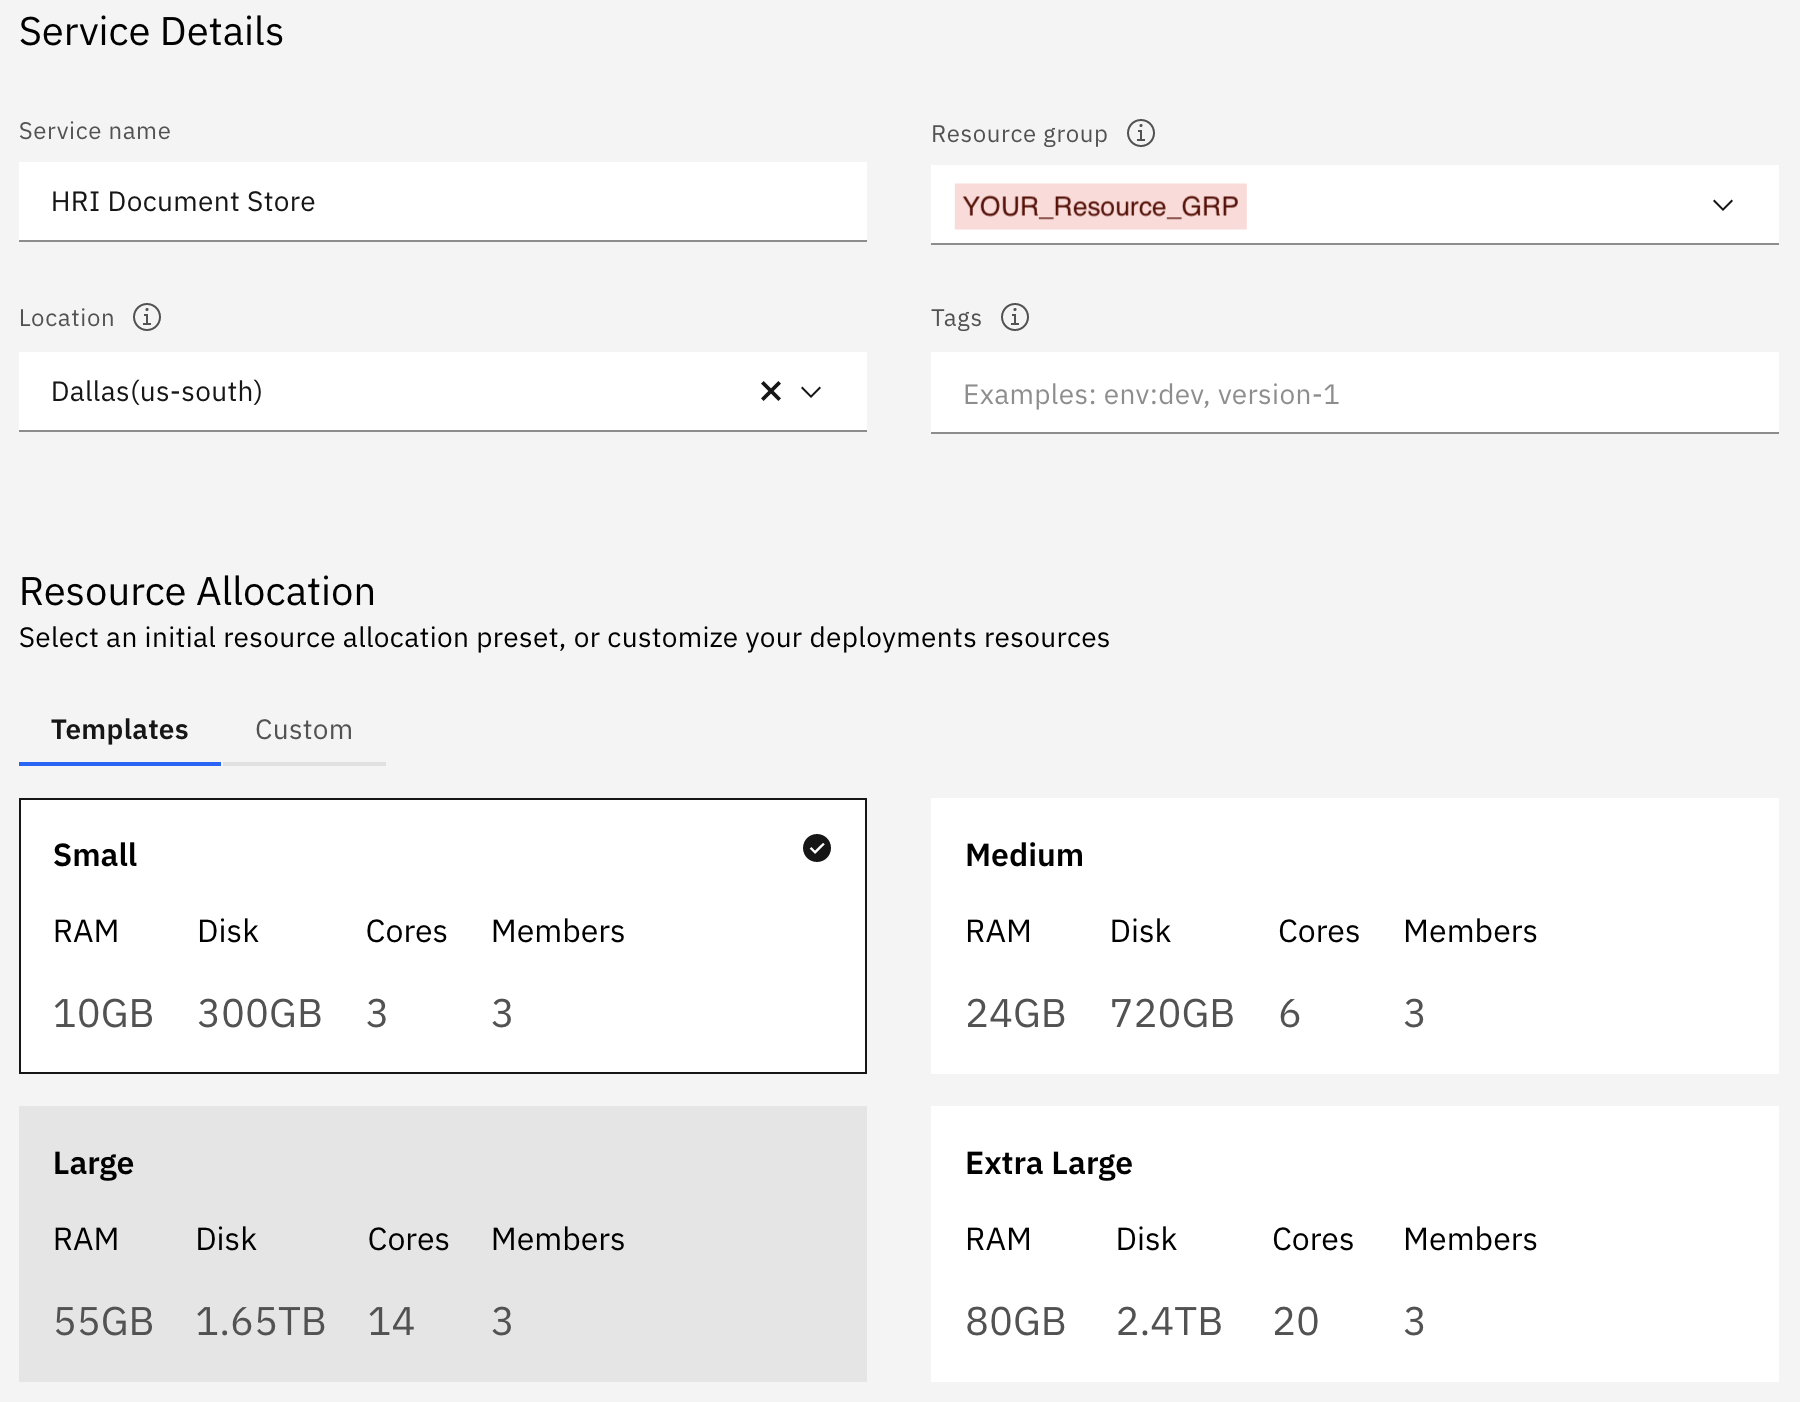 Service Details
Service name
HRI Document Store
Resource group
YOUR_Resource_GRP
Location
Dallas(us-south)
Tags
Examples: env:dev, version-1
Resource Allocation
Select an initial resource allocation preset, or customize your deployments resources
Templates Custom
Small
RAM Disk Cores Members
10GB 300GB 3 3
Medium
RAM Disk Cores Members
24GB 720GB 6 3
Large
RAM Disk Cores Members
55GB 1.65TB 14 3
Extra Large
RAM Disk Cores Members
80GB 2.4TB 20 3